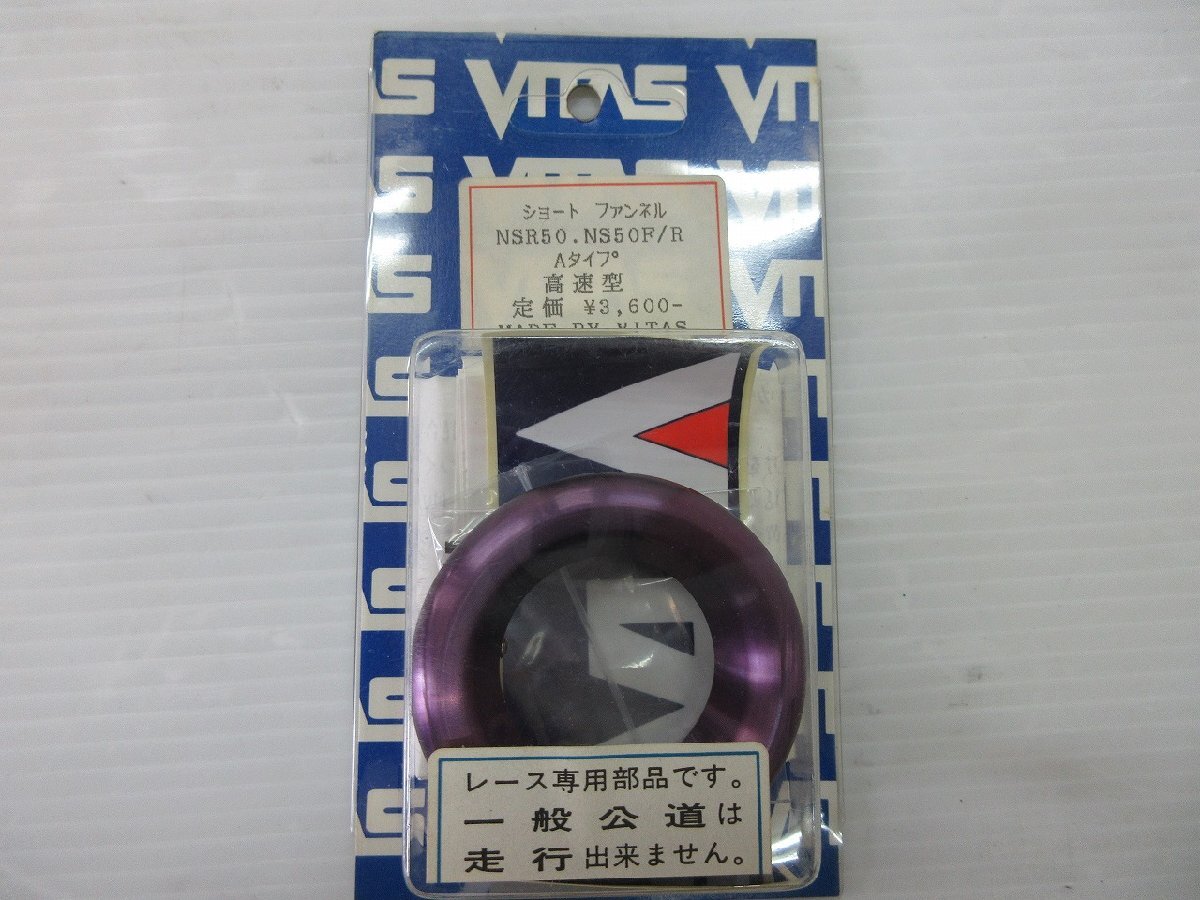 VITAS
ショート ファンネル
NSR50.NS50F/R
Aタイプ
高速型
定価 ¥3,600-
MADE BY VITAS
レース専用部品です。
一般公道は
走行出来ません。